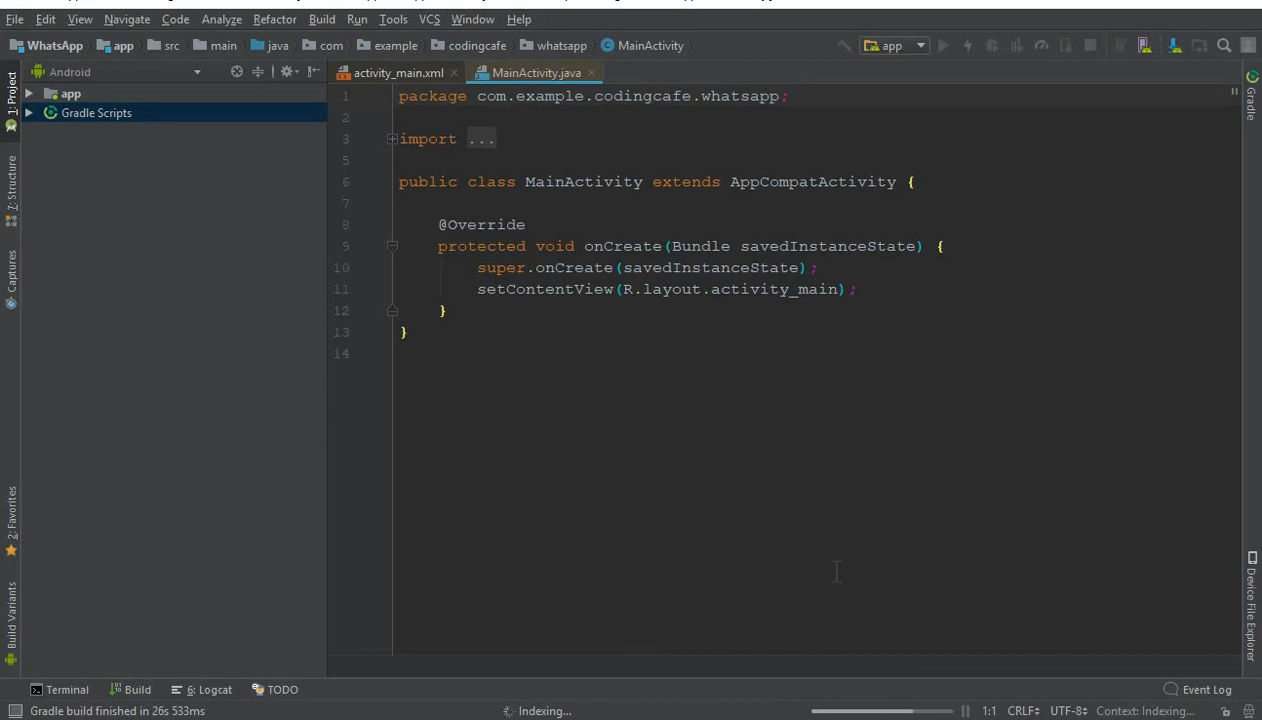 File Edit View Navigate Code Analyze Refactor Build Run Tools VCS Window Help
WhatsApp app src main java com example codingcafe whatsapp MainActivity app
Android activity_main.xml MainActivity.java
1: Project
app
Gradle Scripts
7: Structure
Captures
2: Favorites
Build Variants
1 package com.example.codingcafe.whatsapp;
2
3 import ...
5
6 public class MainActivity extends AppCompatActivity {
7
8 @Override
9 protected void onCreate(Bundle savedInstanceState) {
10 super.onCreate(savedInstanceState);
11 setContentView(R.layout.activity_main);
12 }
13 }
14
Gradle
Device File Explorer
Terminal Build 6: Logcat TODO Event Log
Gradle build finished in 26s 533ms Indexing... 1:1 CRLF UTF-8 Context: Indexing...